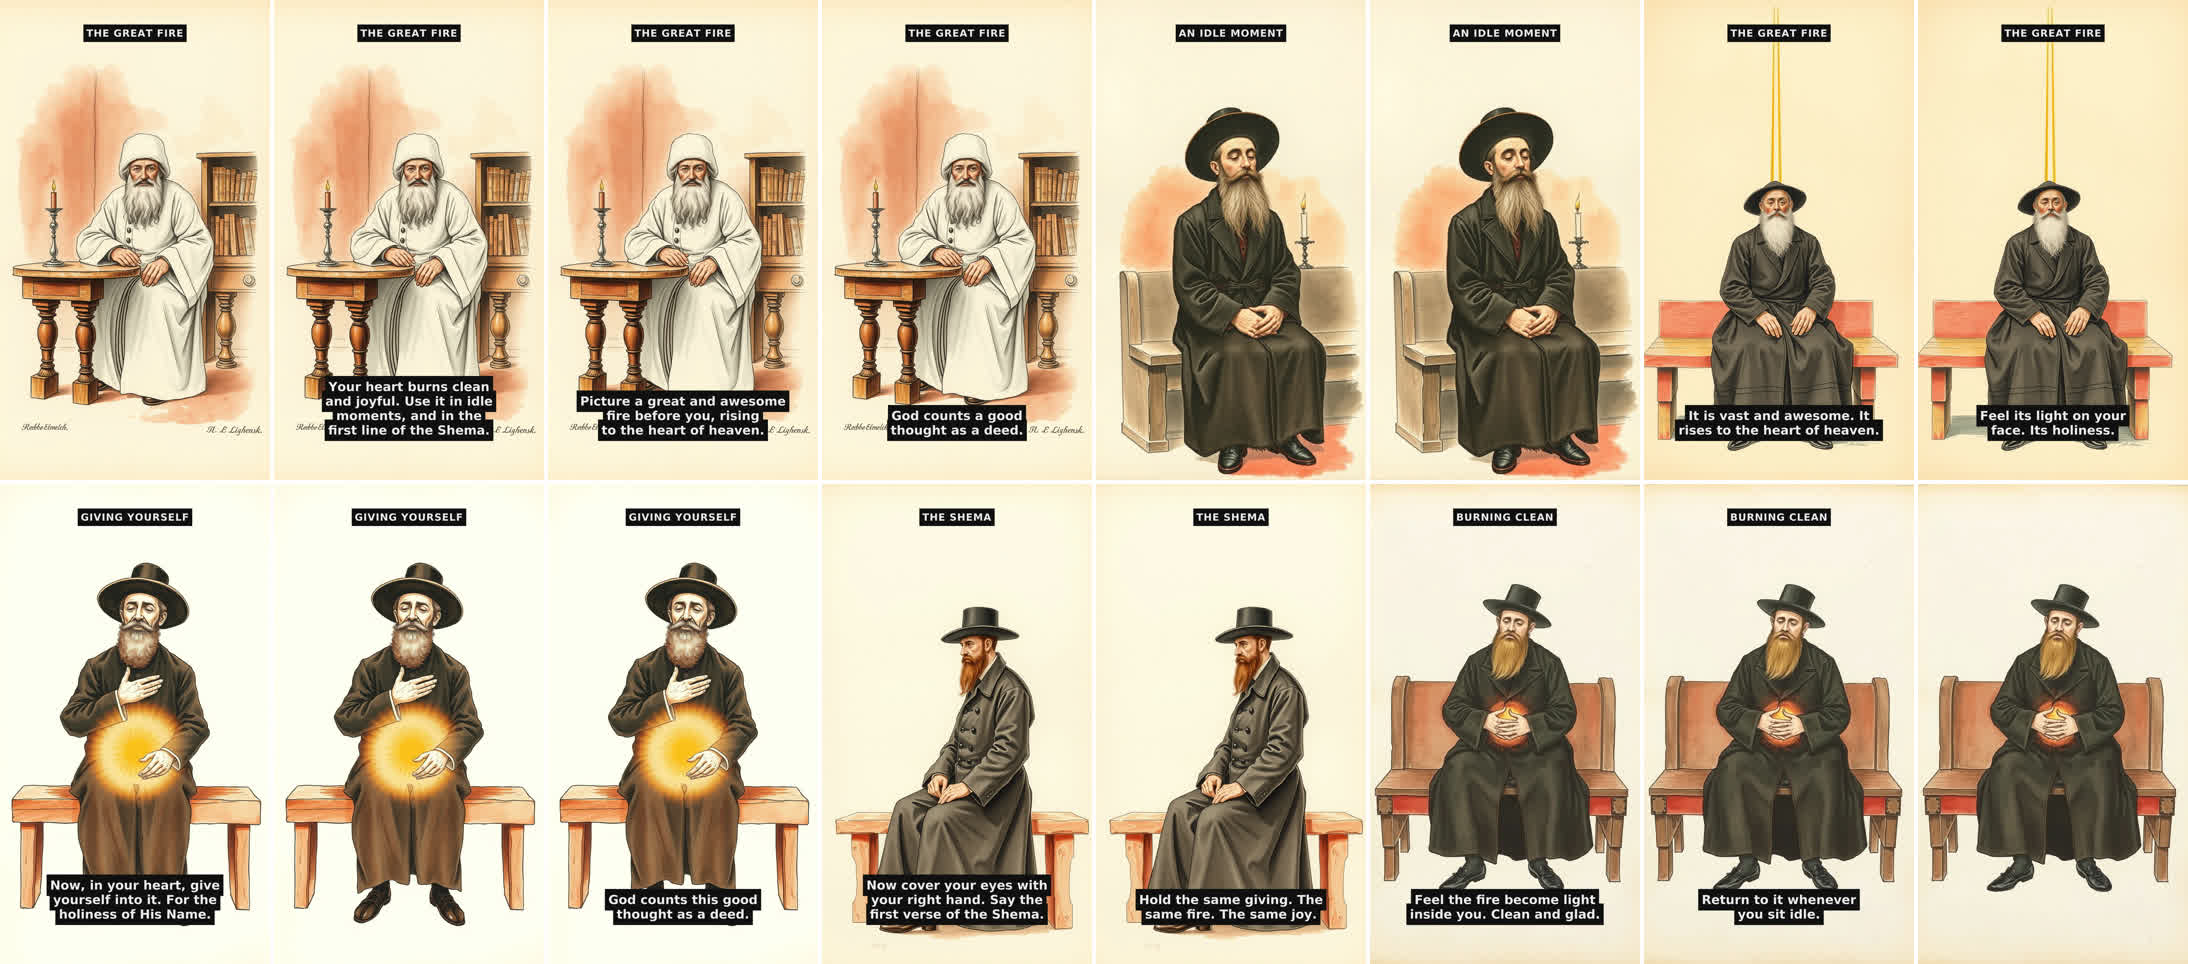 THE GREAT FIRE
Rebbe Elimelch,
R. E Lighensk.
THE GREAT FIRE
Your heart burns clean
and joyful. Use it in idle
moments, and in the
first line of the Shema.
THE GREAT FIRE
Picture a great and awesome
fire before you, rising
to the heart of heaven.
THE GREAT FIRE
God counts a good
thought as a deed.
AN IDLE MOMENT
AN IDLE MOMENT
THE GREAT FIRE
It is vast and awesome. It
rises to the heart of heaven.
THE GREAT FIRE
Feel its light on your
face. Its holiness.
GIVING YOURSELF
Now, in your heart, give
yourself into it. For the
holiness of His Name.
GIVING YOURSELF
GIVING YOURSELF
God counts this good
thought as a deed.
THE SHEMA
Now cover your eyes with
your right hand. Say the
first verse of the Shema.
THE SHEMA
Hold the same giving. The
same fire. The same joy.
BURNING CLEAN
Feel the fire become light
inside you. Clean and glad.
BURNING CLEAN
Return to it whenever
you sit idle.